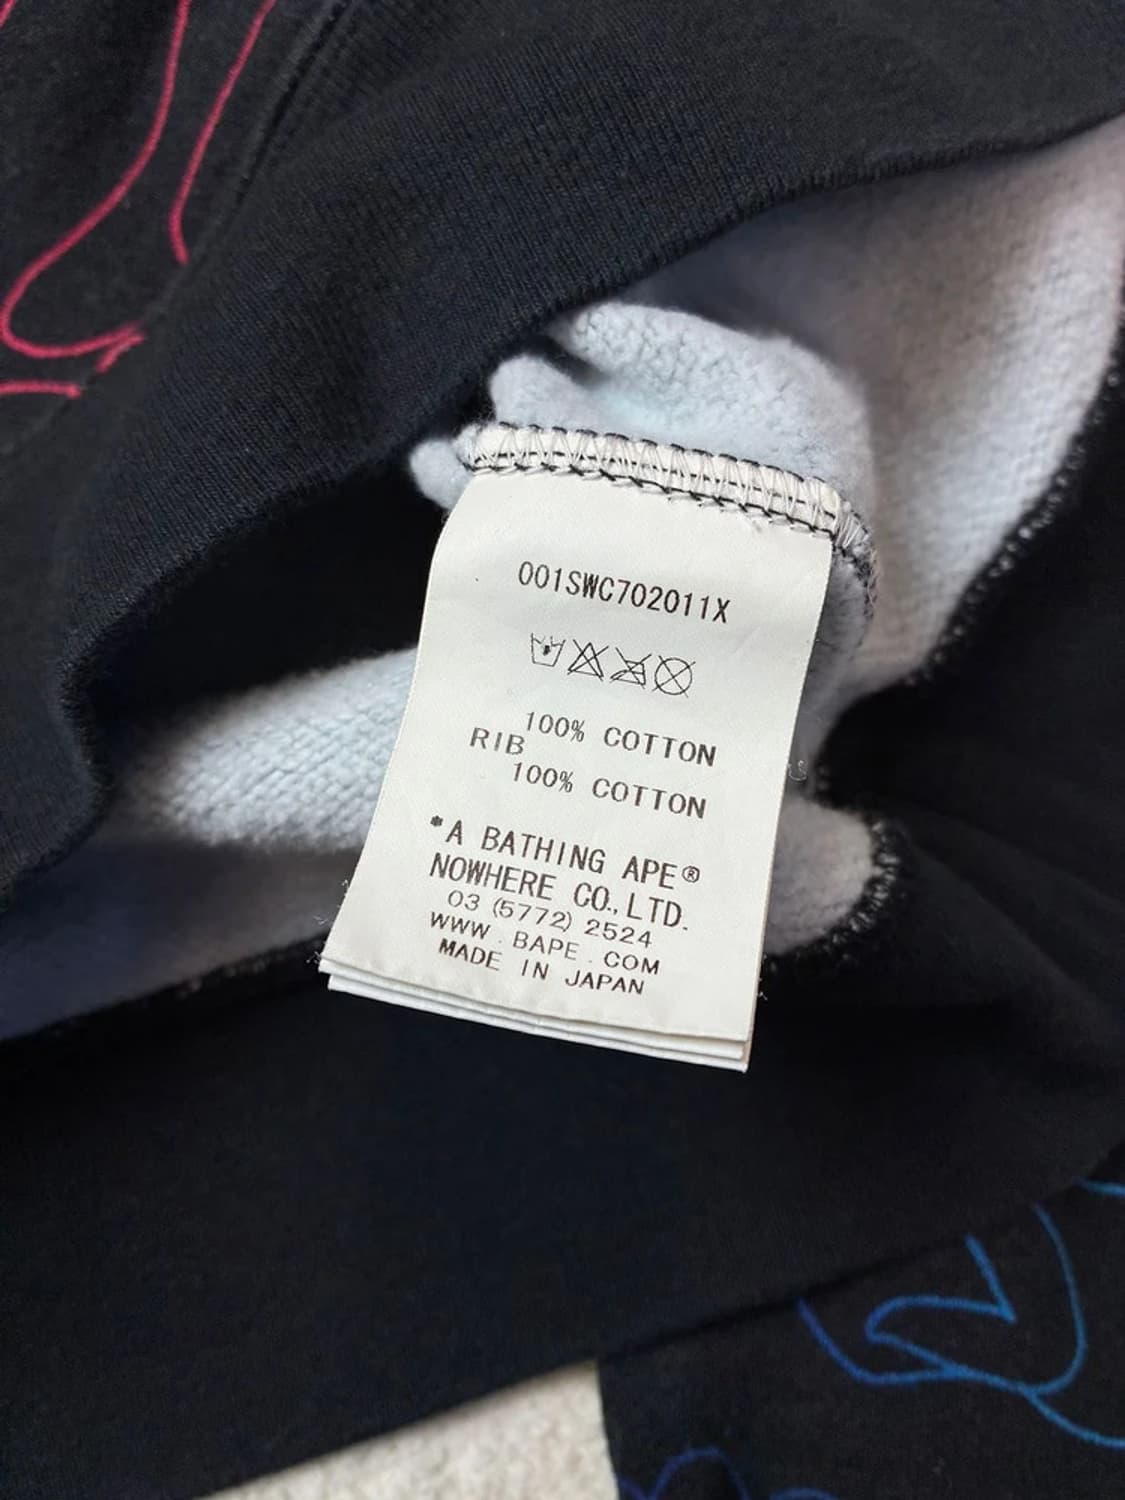 001SWC702011X
100% COTTON
RIB
100% COTTON
*A BATHING APE®
NOWHERE CO., LTD.
03 (5772) 2524
WWW . BAPE . COM
MADE IN JAPAN